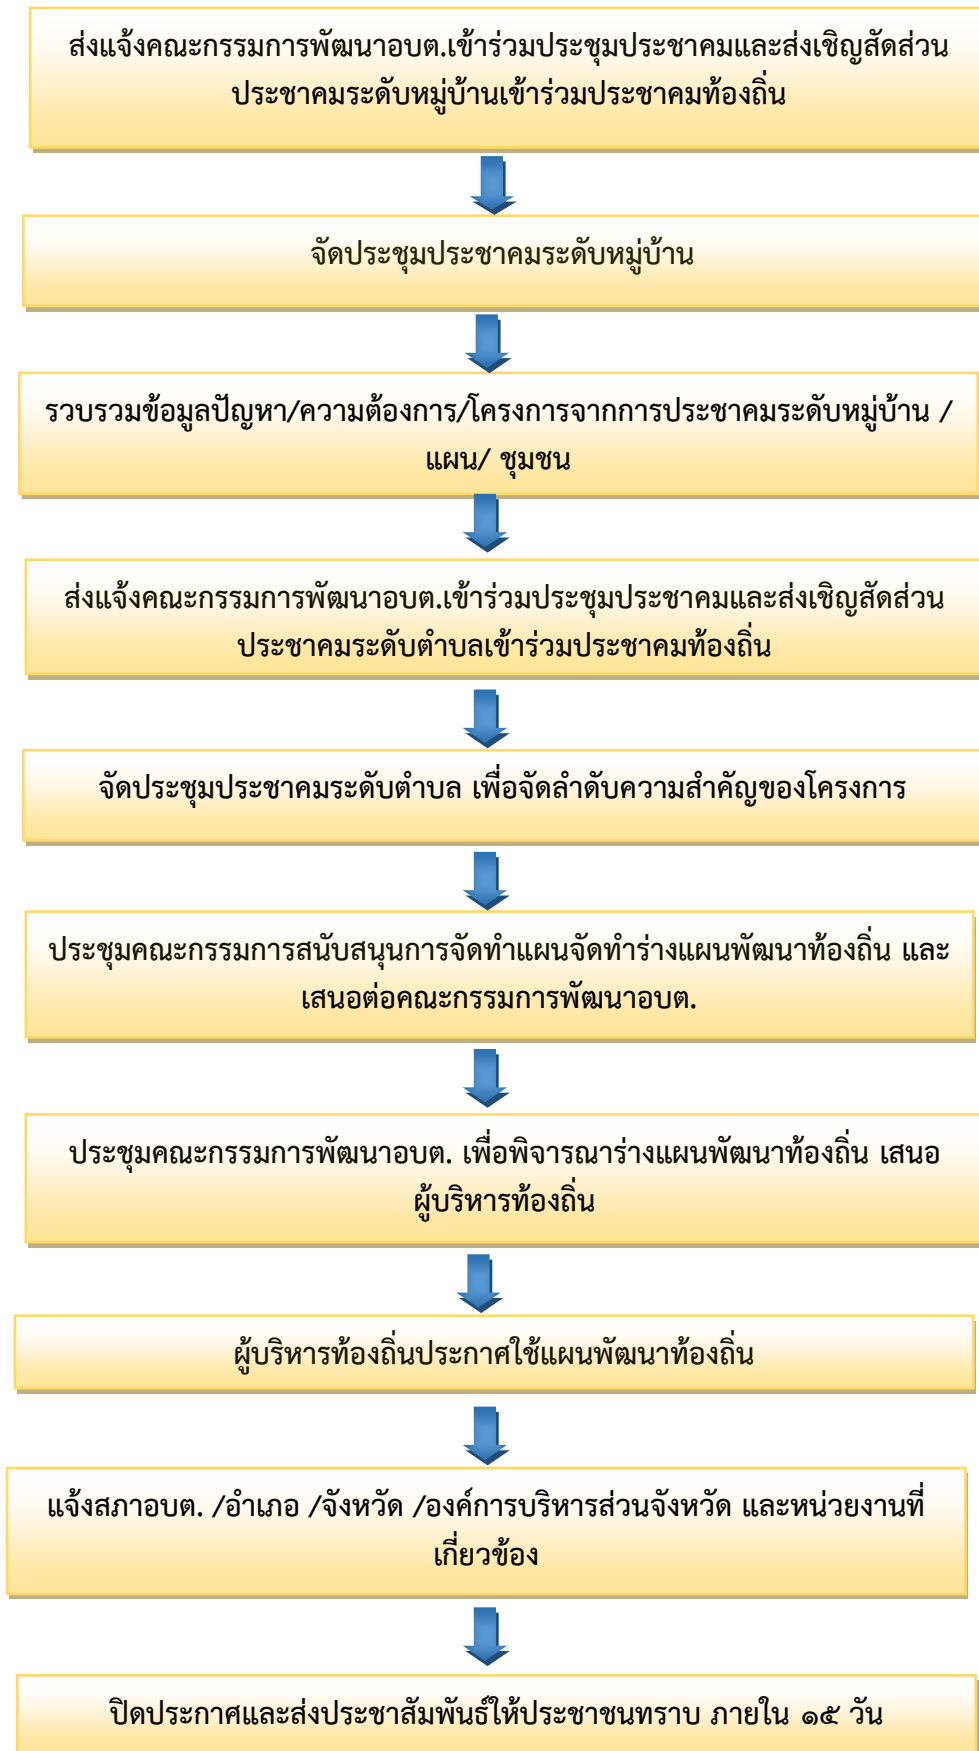 ส่งแจ้งคณะกรรมการพัฒนาอบต.เข้าร่วมประชุมประชาคมและส่งเชิญสัดส่วน
ประชาคมระดับหมู่บ้านเข้าร่วมประชาคมท้องถิ่น
จัดประชุมประชาคมระดับหมู่บ้าน
รวบรวมข้อมูลปัญหา/ความต้องการ/โครงการจากการประชาคมระดับหมู่บ้าน /
แผน/ ชุมชน
ส่งแจ้งคณะกรรมการพัฒนาอบต.เข้าร่วมประชุมประชาคมและส่งเชิญสัดส่วน
ประชาคมระดับตำบลเข้าร่วมประชาคมท้องถิ่น
จัดประชุมประชาคมระดับตำบล เพื่อจัดลำดับความสำคัญของโครงการ
ประชุมคณะกรรมการสนับสนุนการจัดทำแผนจัดทำร่างแผนพัฒนาท้องถิ่น และ
เสนอต่อคณะกรรมการพัฒนาอบต.
ประชุมคณะกรรมการพัฒนาอบต. เพื่อพิจารณาร่างแผนพัฒนาท้องถิ่น เสนอ
ผู้บริหารท้องถิ่น
ผู้บริหารท้องถิ่นประกาศใช้แผนพัฒนาท้องถิ่น
แจ้งสภาอบต. /อำเภอ /จังหวัด /องค์การบริหารส่วนจังหวัด และหน่วยงานที่
เกี่ยวข้อง
ปิดประกาศและส่งประชาสัมพันธ์ให้ประชาชนทราบ ภายใน ๑๕ วัน